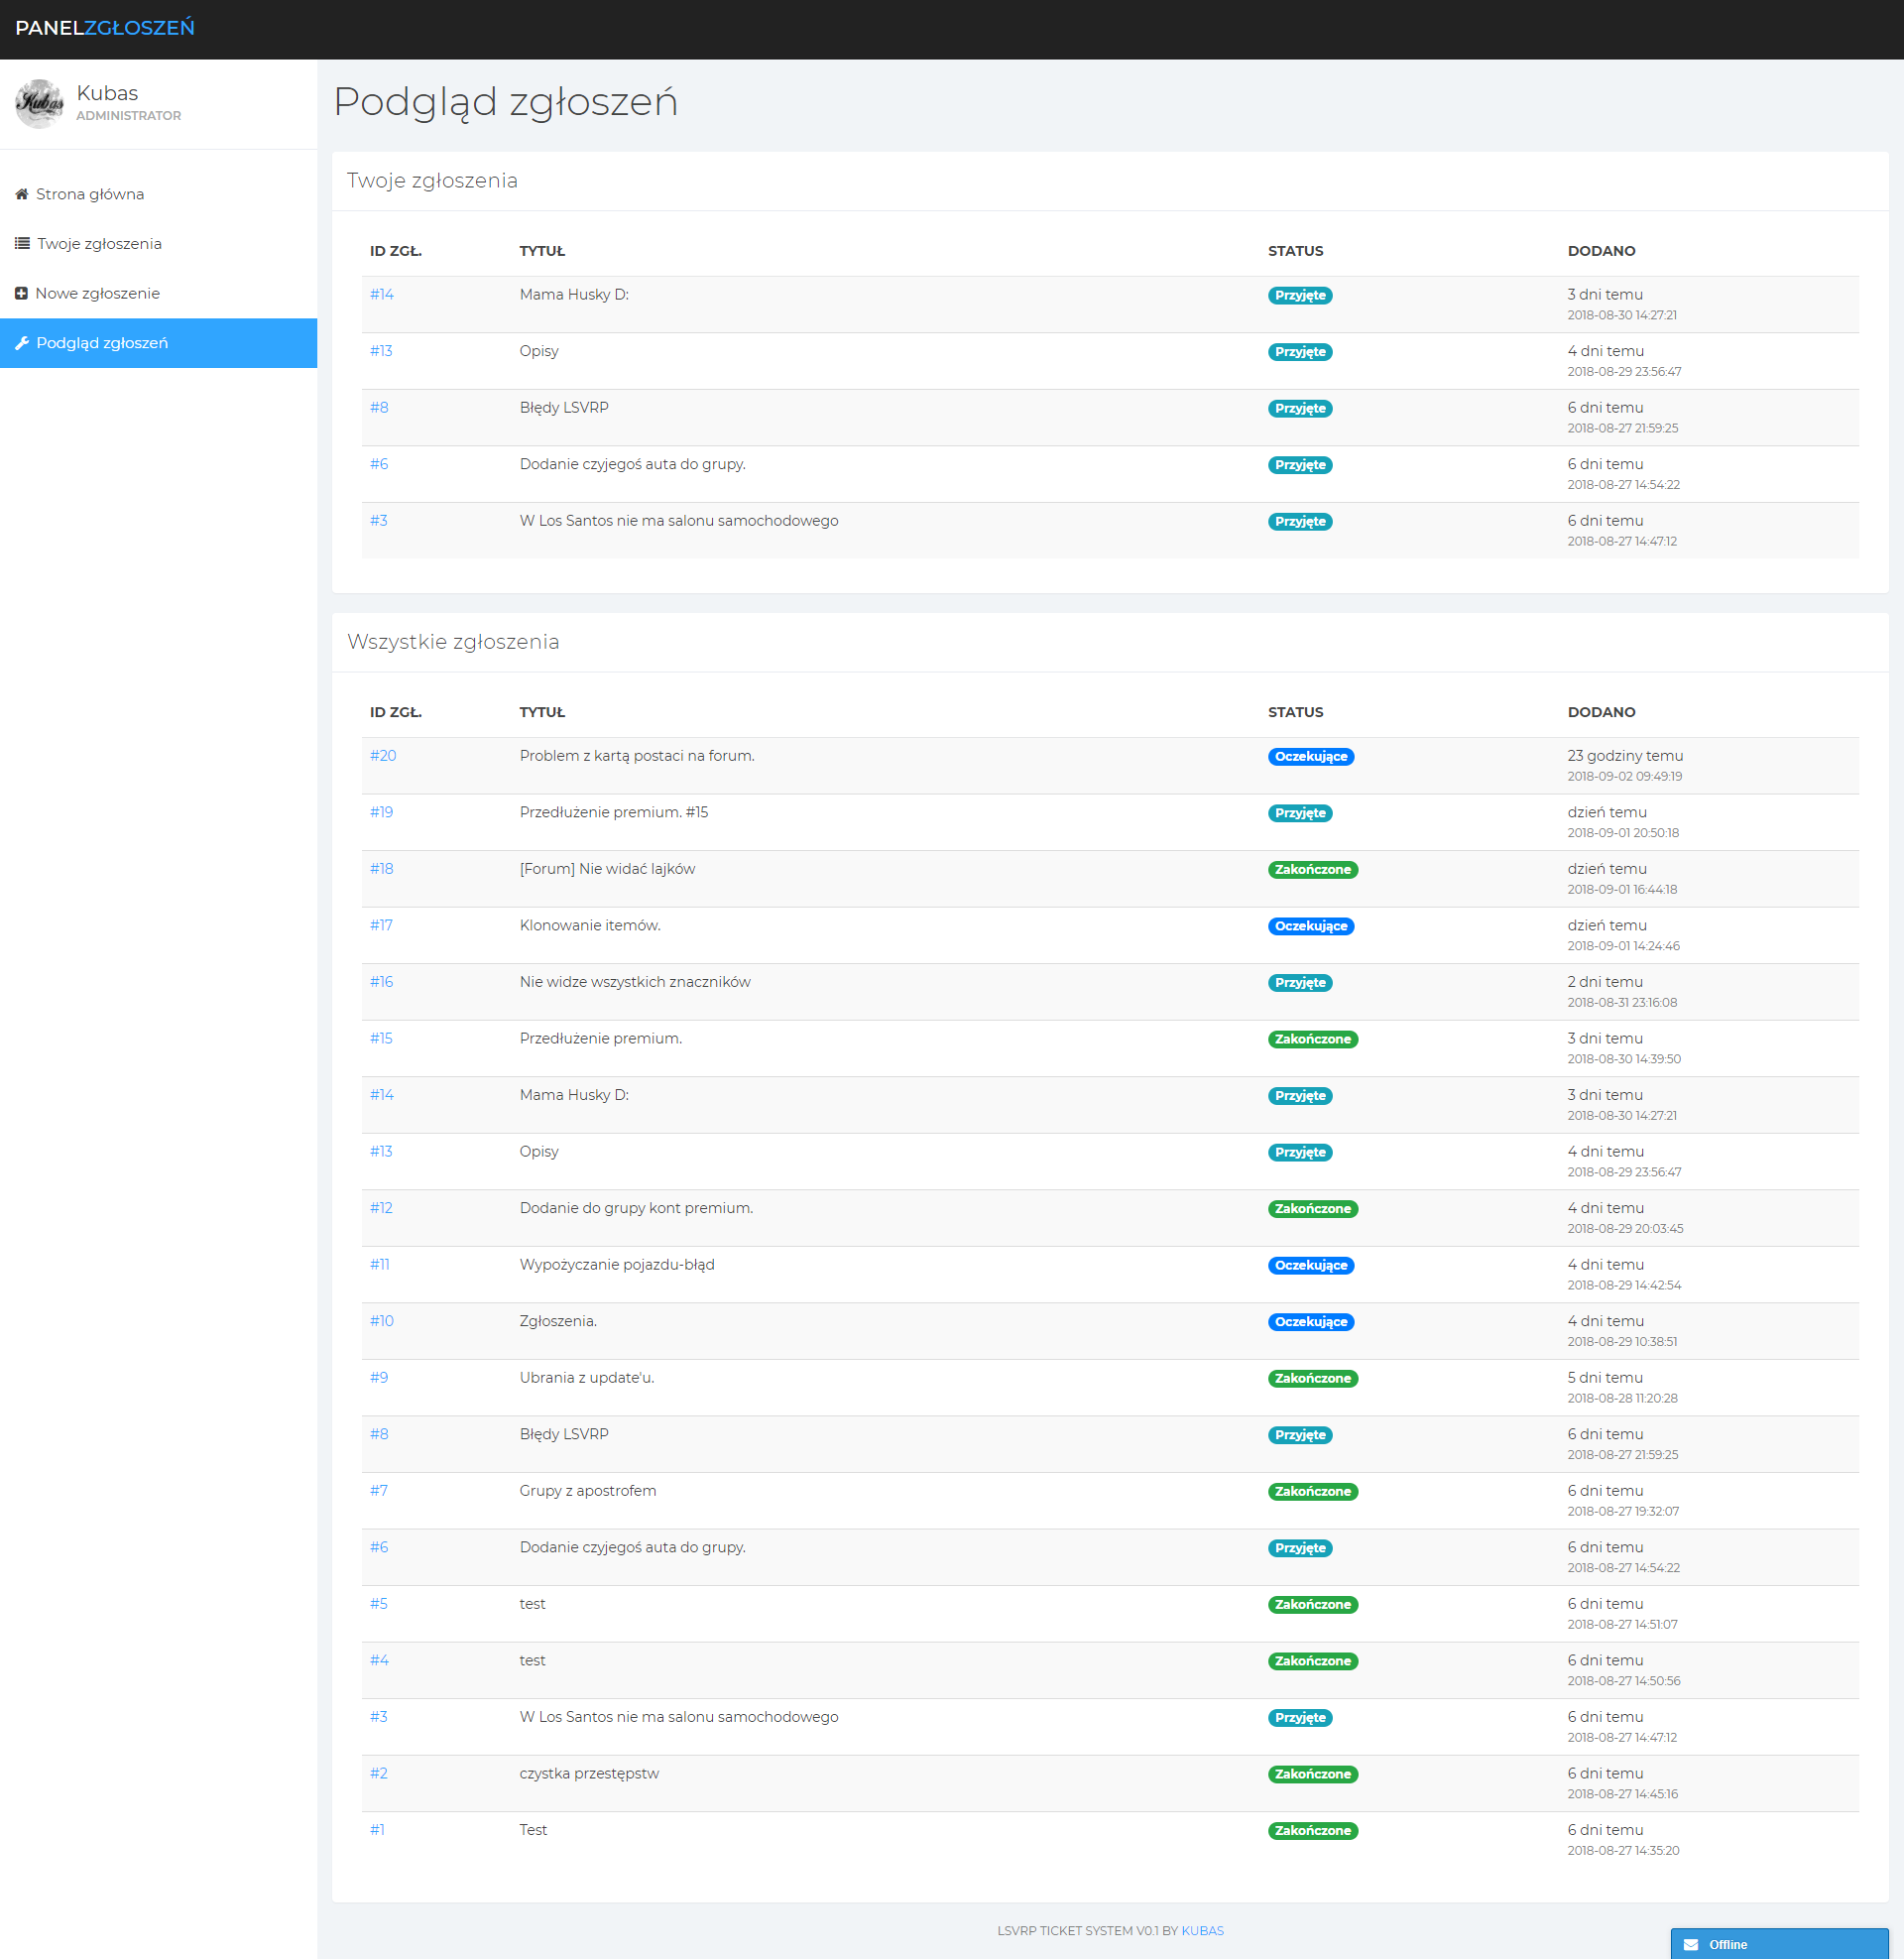 PANELZGŁOSZEŃ
Kubas
ADMINISTRATOR
Strona główna
Twoje zgłoszenia
Nowe zgłoszenie
Podgląd zgłoszeń
Podgląd zgłoszeń
Twoje zgłoszenia
ID ZGŁ. TYTUŁ STATUS DODANO
#14 Mama Husky D: Przyjęte 3 dni temu
2018-08-30 14:27:21
#13 Opisy Przyjęte 4 dni temu
2018-08-29 23:56:47
#8 Błędy LSVRP Przyjęte 6 dni temu
2018-08-27 21:59:25
#6 Dodanie czyjegoś auta do grupy. Przyjęte 6 dni temu
2018-08-27 14:54:22
#3 W Los Santos nie ma salonu samochodowego Przyjęte 6 dni temu
2018-08-27 14:47:12
Wszystkie zgłoszenia
ID ZGŁ. TYTUŁ STATUS DODANO
#20 Problem z kartą postaci na forum. Oczekujące 23 godziny temu
2018-09-02 09:49:19
#19 Przedłużenie premium. #15 Przyjęte dzień temu
2018-09-01 20:50:18
#18 [Forum] Nie widać lajków Zakończone dzień temu
2018-09-01 16:44:18
#17 Klonowanie itemów. Oczekujące dzień temu
2018-09-01 14:24:46
#16 Nie widze wszystkich znaczników Przyjęte 2 dni temu
2018-08-31 23:16:08
#15 Przedłużenie premium. Zakończone 3 dni temu
2018-08-30 14:39:50
#14 Mama Husky D: Przyjęte 3 dni temu
2018-08-30 14:27:21
#13 Opisy Przyjęte 4 dni temu
2018-08-29 23:56:47
#12 Dodanie do grupy kont premium. Zakończone 4 dni temu
2018-08-29 20:03:45
#11 Wypożyczanie pojazdu-błąd Oczekujące 4 dni temu
2018-08-29 14:42:54
#10 Zgłoszenia. Oczekujące 4 dni temu
2018-08-29 10:38:51
#9 Ubrania z update'u. Zakończone 5 dni temu
2018-08-28 11:20:28
#8 Błędy LSVRP Przyjęte 6 dni temu
2018-08-27 21:59:25
#7 Grupy z apostrofem Zakończone 6 dni temu
2018-08-27 19:32:07
#6 Dodanie czyjegoś auta do grupy. Przyjęte 6 dni temu
2018-08-27 14:54:22
#5 test Zakończone 6 dni temu
2018-08-27 14:51:07
#4 test Zakończone 6 dni temu
2018-08-27 14:50:56
#3 W Los Santos nie ma salonu samochodowego Przyjęte 6 dni temu
2018-08-27 14:47:12
#2 czystka przestępstw Zakończone 6 dni temu
2018-08-27 14:45:16
#1 Test Zakończone 6 dni temu
2018-08-27 14:35:20
LSVRP TICKET SYSTEM V0.1 BY KUBAS
Offline